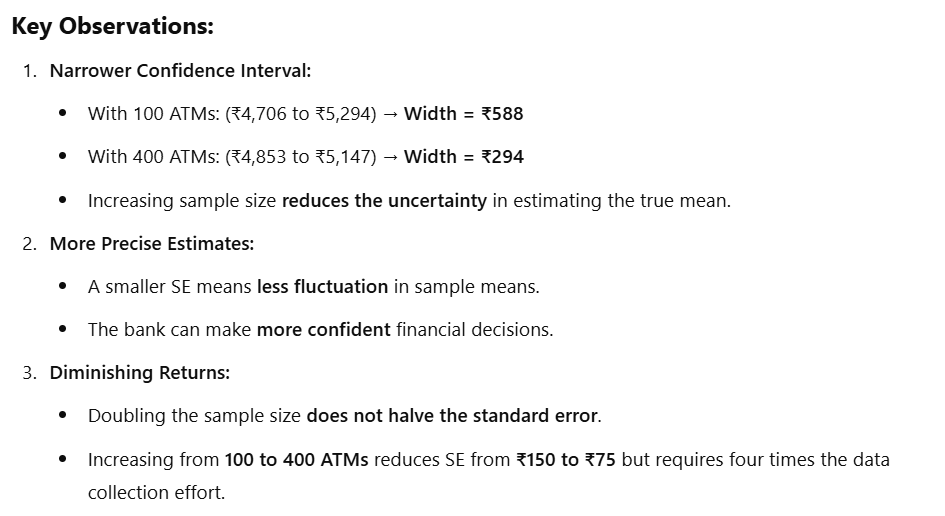 Key Observations:
1. Narrower Confidence Interval:
• With 100 ATMs: (₹4,706 to ₹5,294) → Width = ₹588
• With 400 ATMs: (₹4,853 to ₹5,147) → Width = ₹294
• Increasing sample size reduces the uncertainty in estimating the true mean.
2. More Precise Estimates:
• A smaller SE means less fluctuation in sample means.
• The bank can make more confident financial decisions.
3. Diminishing Returns:
• Doubling the sample size does not halve the standard error.
• Increasing from 100 to 400 ATMs reduces SE from ₹150 to ₹75 but requires four times the data
collection effort.